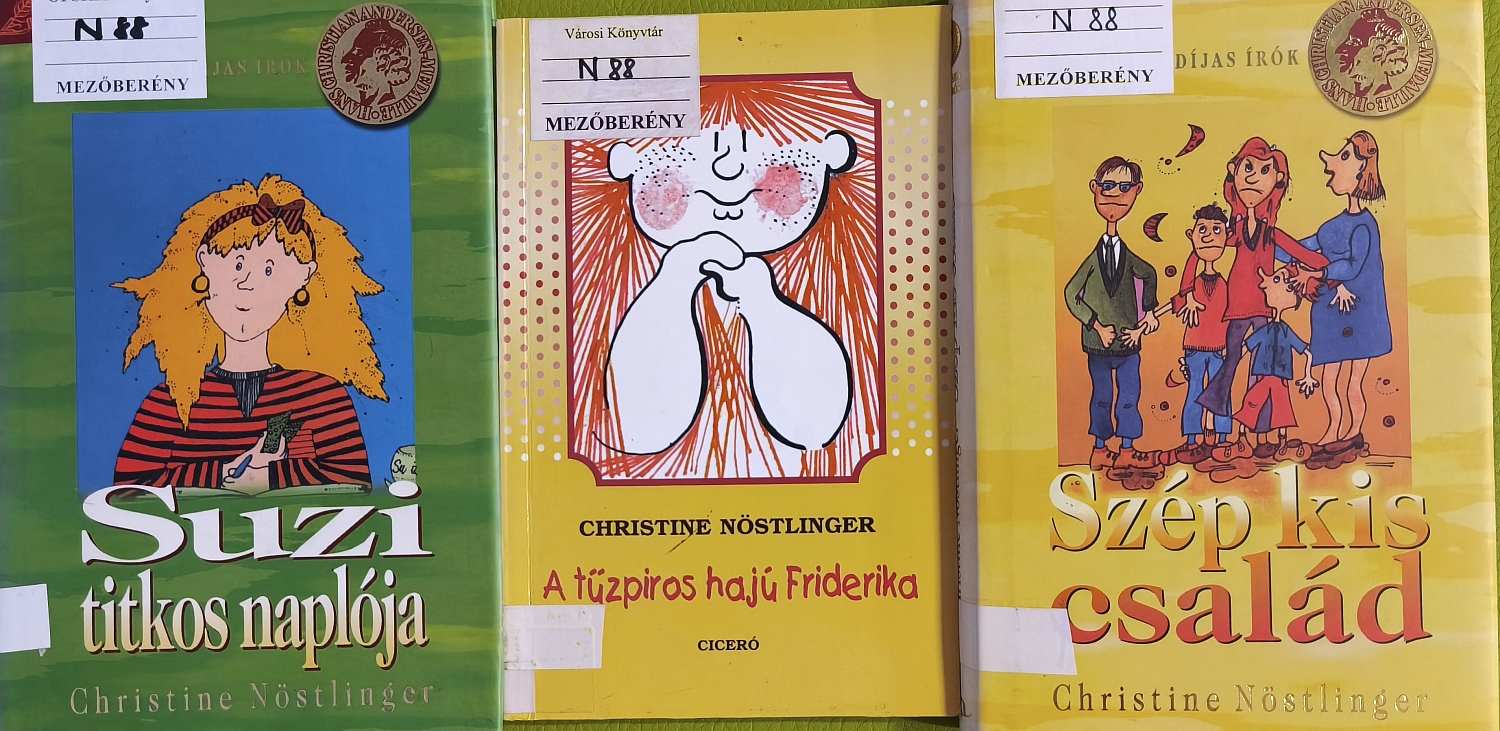 N 88
MEZŐBERÉNY
JAS ÍRÓK
HANS CHRISTIAN ANDERSEN-MEDAILLE
Suzi
titkos naplója
Christine Nöstlinger
Városi Könyvtár
N 88
MEZŐBERÉNY
CHRISTINE NÖSTLINGER
A tűzpiros hajú Friderika
CICERÓ
N 88
MEZŐBERÉNY
DÍJAS ÍRÓK
HANS CHRISTIAN ANDERSEN-MEDAILLE
Szép kis
család
Christine Nöstlinger